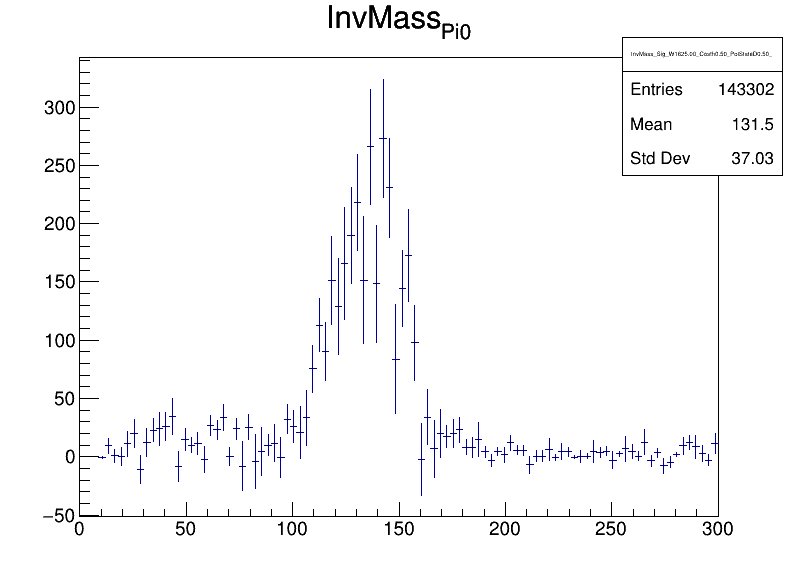 InvMass_Pi0
InvMass_Sig_W1625.00_Costh0.50_PolStateD0.50_
Entries 143302
Mean 131.5
Std Dev 37.03
300
250
200
150
100
50
0
−50
0 50 100 150 200 250 300